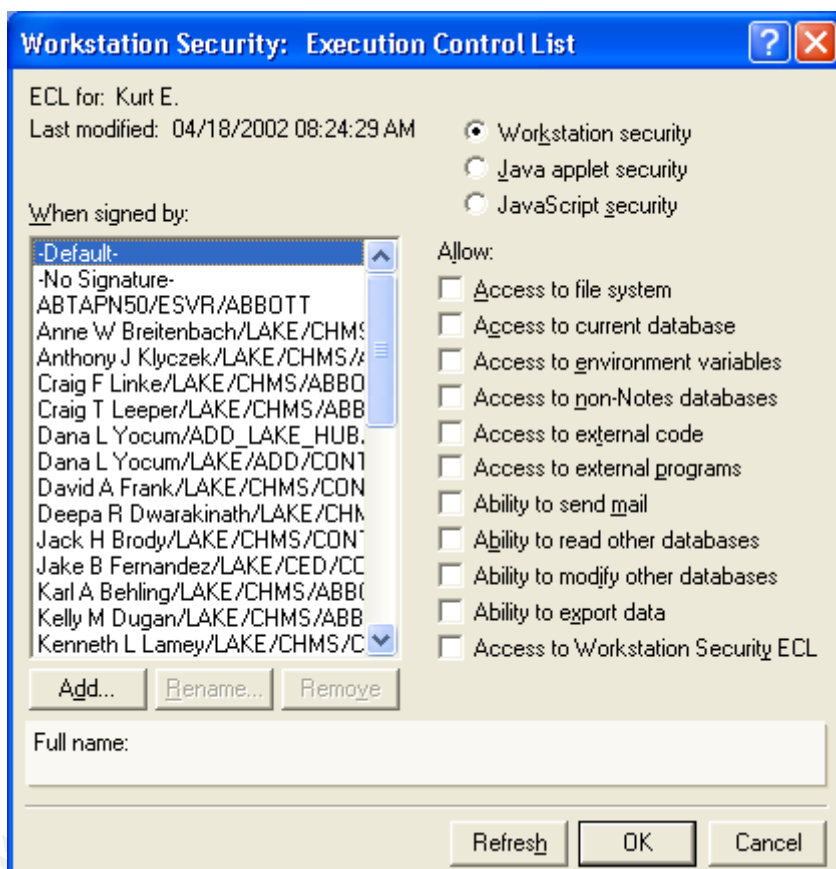 Workstation Security: Execution Control List
ECL for: Kurt E.
Last modified: 04/18/2002 08:24:29 AM
Workstation security
Java applet security
JavaScript security
When signed by:
-Default-
-No Signature-
ABTAPN50/ESVR/ABBOTT
Anne W Breitenbach/LAKE/CHMS
Anthony J Klyczek/LAKE/CHMS/A
Craig F Linke/LAKE/CHMS/ABBO
Craig T Leeper/LAKE/CHMS/ABB
Dana L Yocum/ADD_LAKE_HUB.
Dana L Yocum/LAKE/ADD/CONT
David A Frank/LAKE/CHMS/CON
Deepa R Dwarakinath/LAKE/CHM
Jack H Brody/LAKE/CHMS/CONT
Jake B Fernandez/LAKE/CED/CC
Karl A Behling/LAKE/CHMS/ABBO
Kelly M Dugan/LAKE/CHMS/ABB
Kenneth L Lamey/LAKE/CHMS/C
Add...
Rename...
Remove
Allow:
Access to file system
Access to current database
Access to environment variables
Access to non-Notes databases
Access to external code
Access to external programs
Ability to send mail
Ability to read other databases
Ability to modify other databases
Ability to export data
Access to Workstation Security ECL
Full name:
Refresh
OK
Cancel